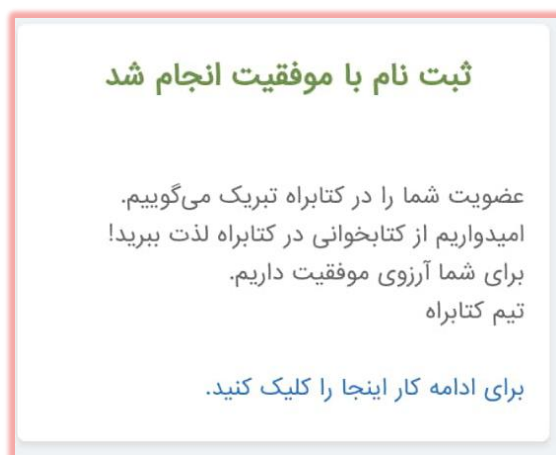 ثبت نام با موفقیت انجام شد
عضویت شما را در کتابراه تبریک می‌گوییم.
امیدواریم از کتابخوانی در کتابراه لذت ببرید!
برای شما آرزوی موفقیت داریم.
تیم کتابراه
برای ادامه کار اینجا را کلیک کنید.